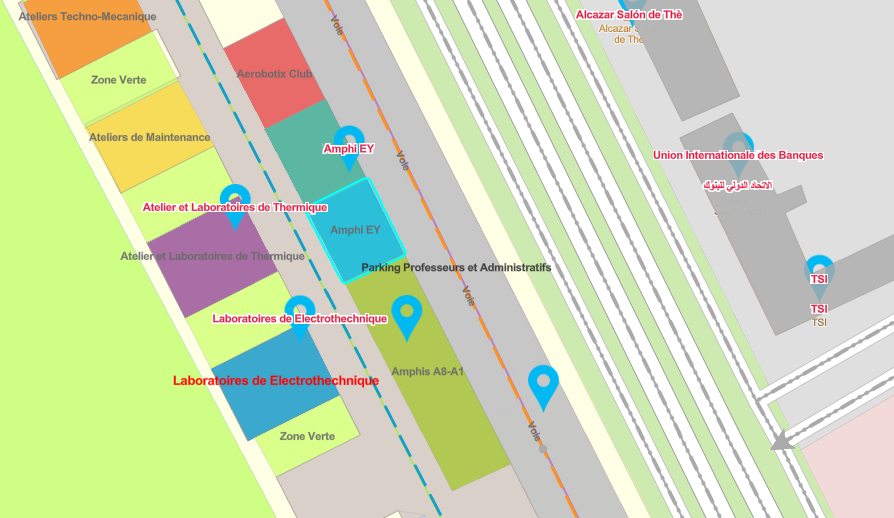 Ateliers Techno-Mecanique
Voie
Alcazar Salón de Thè
Alcazar
de The
Zone Verte
Aerobotix Club
Ateliers de Maintenance
Amphi EY
Voie
Union Internationale des Banques
الاتحاد الدولي للبنوك
Atelier et Laboratoires de Thermique
Amphi EY
Atelier et Laboratoires de Thermique
Parking Professeurs et Administratifs
TSI
Voie
TSI
TSI
Laboratoires de Electrothechnique
Amphis A8-A1
Laboratoires de Electrothechnique
Voie
Zone Verte